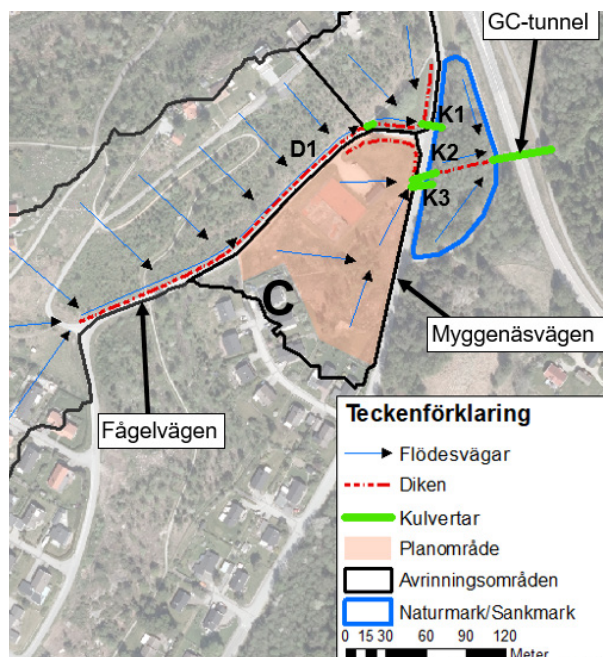 GC-tunnel
K1
D1
K2
K3
C
Myggenäsvägen
Fågelvägen
Teckenförklaring
Flödesvägar
Diken
Kulvertar
Planområde
Avrinningsområden
Naturmark/Sankmark
0 15 30 60 90 120
Meter